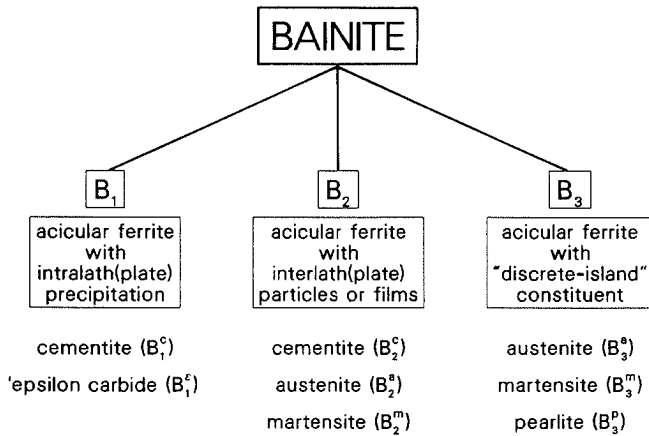 BAINITE
B₁
acicular ferrite
with
intralath(plate)
precipitation
cementite (B₁ᶜ)
'epsilon carbide (B₁ᵋ)
B₂
acicular ferrite
with
interlath(plate)
particles or films
cementite (B₂ᶜ)
austenite (B₂ᵃ)
martensite (B₂ᵐ)
B₃
acicular ferrite
with
"discrete-island"
constituent
austenite (B₃ᵃ)
martensite (B₃ᵐ)
pearlite (B₃ᵖ)